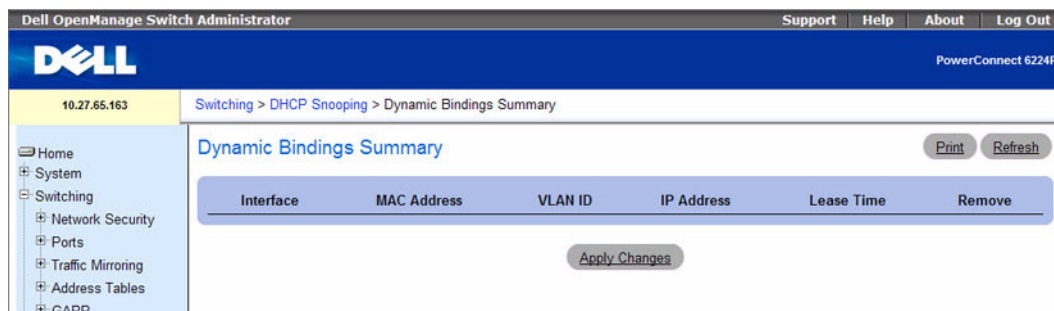 Dell OpenManage Switch Administrator
Support Help About Log Out
DELL
PowerConnect 6224P
10.27.65.163
Switching > DHCP Snooping > Dynamic Bindings Summary
Home
System
Switching
Network Security
Ports
Traffic Mirroring
Address Tables
GARP
Dynamic Bindings Summary
Print Refresh
Interface MAC Address VLAN ID IP Address Lease Time Remove
Apply Changes